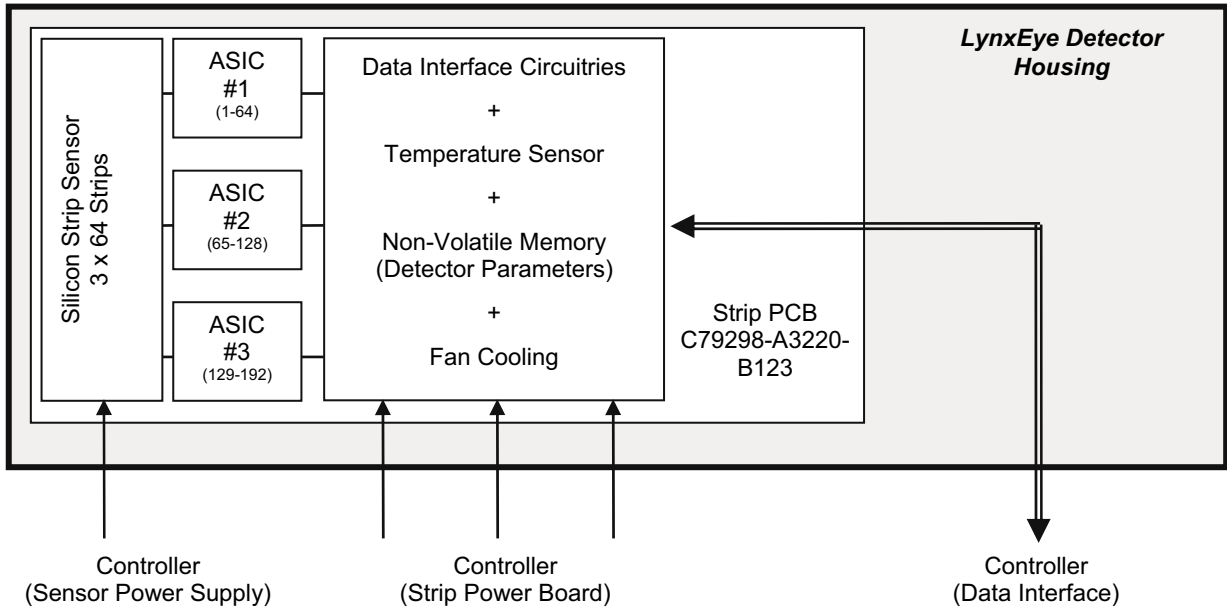 LynxEye Detector
Housing
Silicon Strip Sensor
3 x 64 Strips
ASIC
#1
(1-64)
ASIC
#2
(65-128)
ASIC
#3
(129-192)
Data Interface Circuitries
+
Temperature Sensor
+
Non-Volatile Memory
(Detector Parameters)
+
Fan Cooling
Strip PCB
C79298-A3220-
B123
Controller
(Sensor Power Supply)
Controller
(Strip Power Board)
Controller
(Data Interface)